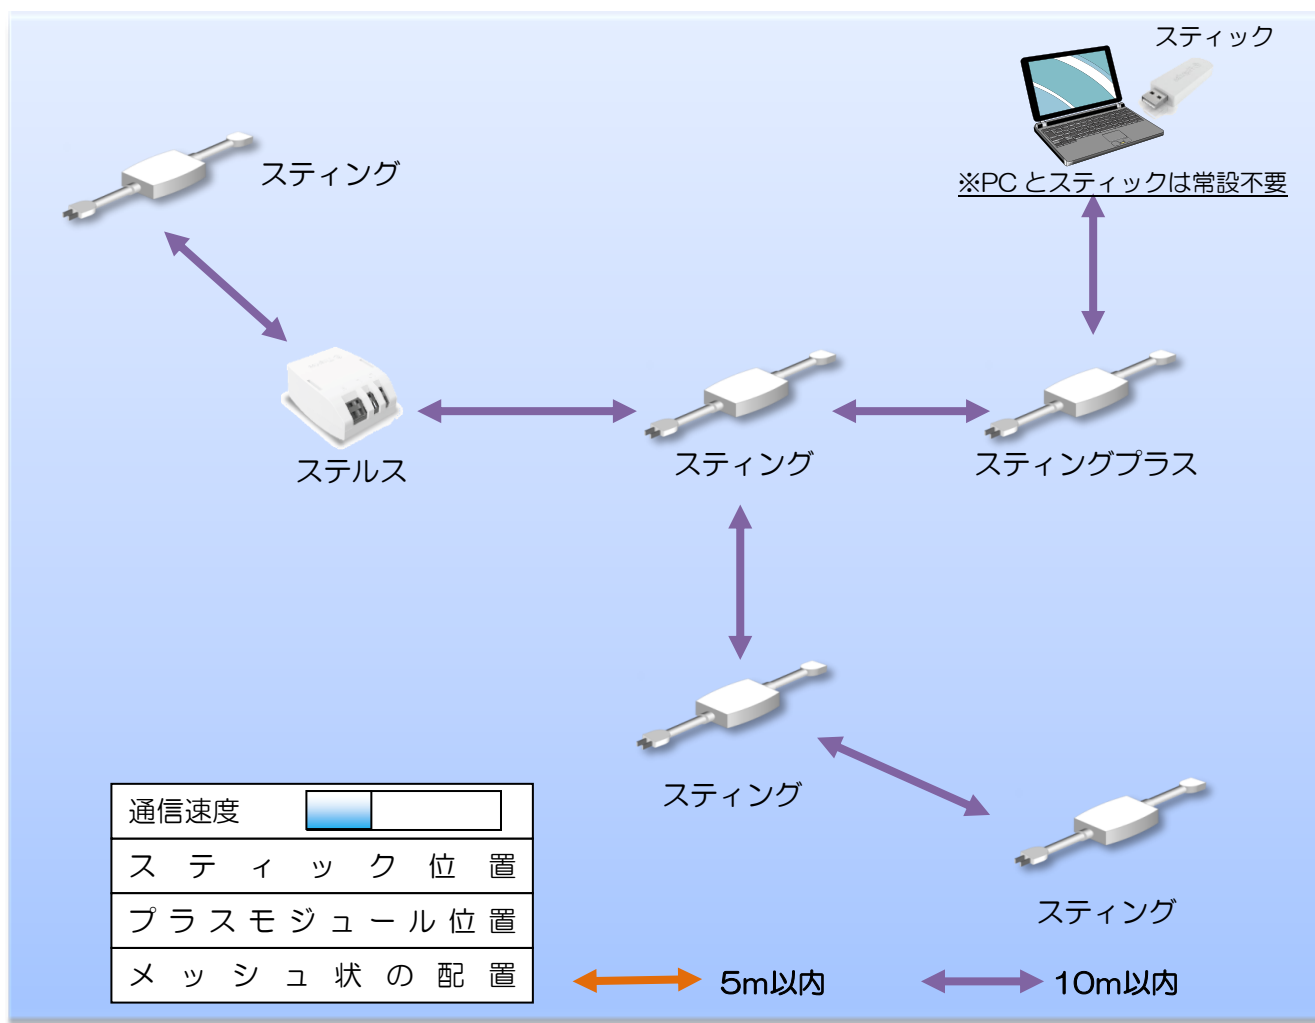 スティック
※PC とスティックは常設不要
スティング
ステルス
スティング
スティングプラス
スティング
スティング
通信速度
スティック位置
プラスモジュール位置
メッシュ状の配置
5m以内
10m以内